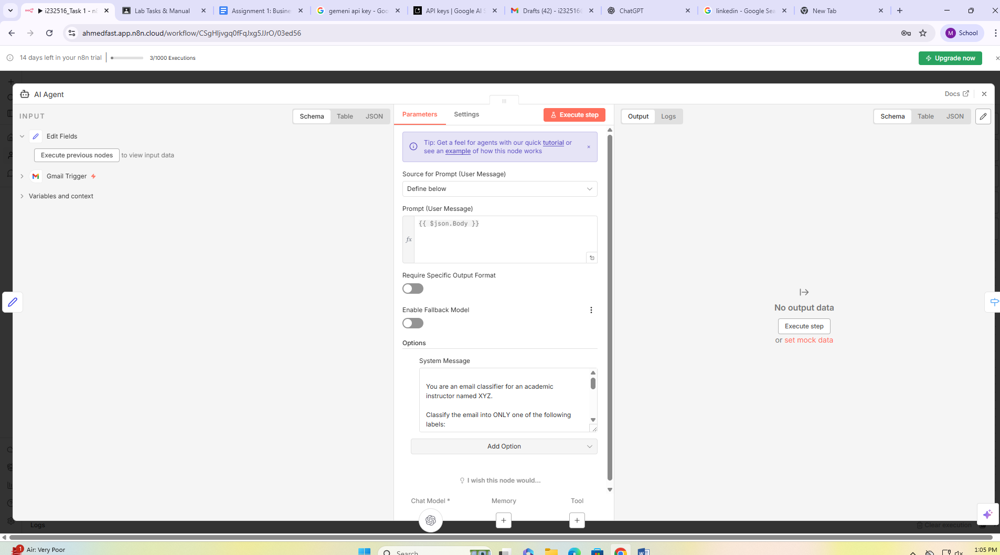 i232516_Task 1 - n8
Lab Tasks & Manual
Assignment 1: Busine
gemeni api key - Goo
API keys | Google AI S
Drafts (42) - i232516@
ChatGPT
linkedin - Google Sea
New Tab
ahmedfast.app.n8n.cloud/workflow/CSgHIjvgq0fFqJxg5JJrO/03ed56
M School
14 days left in your n8n trial
3/1000 Executions
Upgrade now
AI Agent
Docs
INPUT
Schema Table JSON
Parameters Settings
Execute step
Output Logs
Schema Table JSON
Edit Fields
Execute previous nodes to view input data
Gmail Trigger
Variables and context
Tip: Get a feel for agents with our quick tutorial or
see an example of how this node works
Source for Prompt (User Message)
Define below
Prompt (User Message)
{{ $json.Body }}
fx
Require Specific Output Format
Enable Fallback Model
Options
System Message
You are an email classifier for an academic
instructor named XYZ.
Classify the email into ONLY one of the following
labels:
Add Option
I wish this node would...
Chat Model *
Memory
Tool
No output data
Execute step
or set mock data
Logs
Clear execution
1
Air: Very Poor
Search
1:05 PM